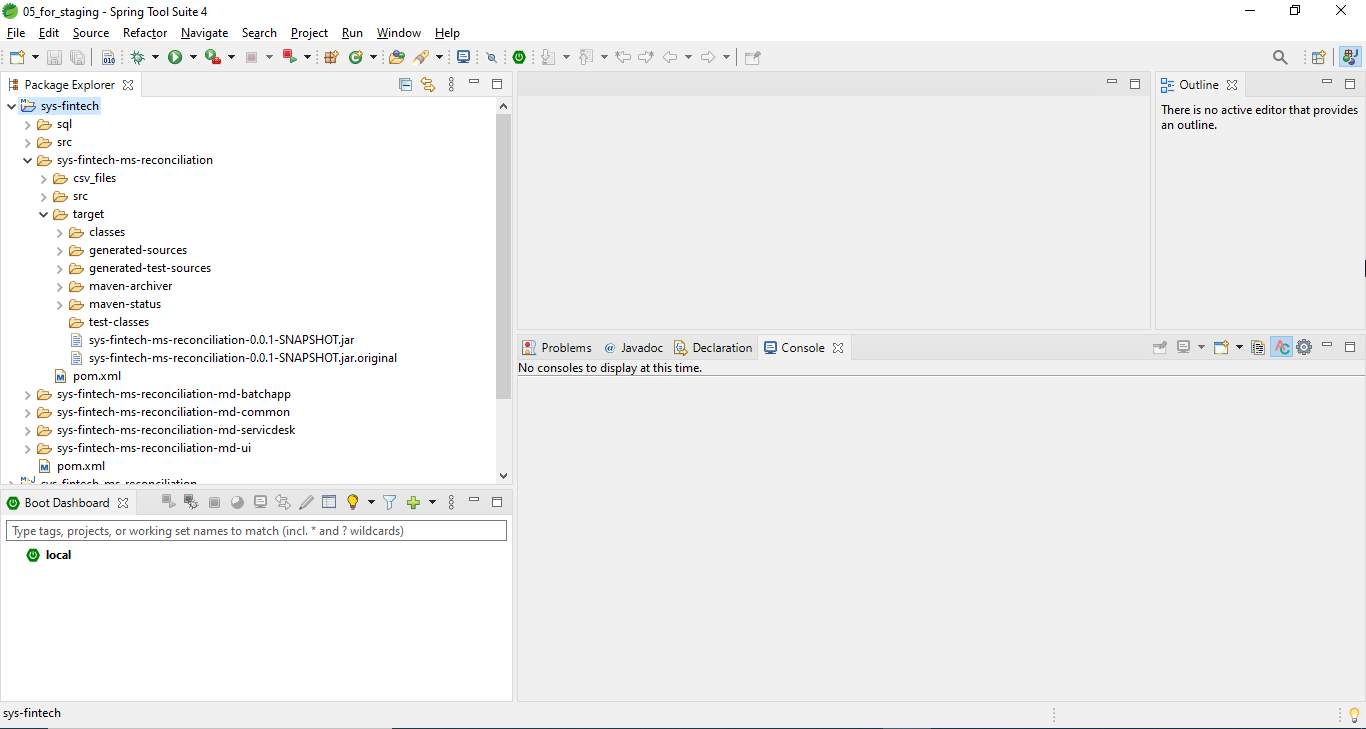 05_for_staging - Spring Tool Suite 4
File Edit Source Refactor Navigate Search Project Run Window Help
010
Package Explorer
sys-fintech
sql
src
sys-fintech-ms-reconciliation
csv_files
src
target
classes
generated-sources
generated-test-sources
maven-archiver
maven-status
test-classes
sys-fintech-ms-reconciliation-0.0.1-SNAPSHOT.jar
sys-fintech-ms-reconciliation-0.0.1-SNAPSHOT.jar.original
pom.xml
sys-fintech-ms-reconciliation-md-batchapp
sys-fintech-ms-reconciliation-md-common
sys-fintech-ms-reconciliation-md-servicdesk
sys-fintech-ms-reconciliation-md-ui
pom.xml
sys-fintech-ms-reconciliation
Boot Dashboard
Type tags, projects, or working set names to match (incl. * and ? wildcards)
local
Outline
There is no active editor that provides
an outline.
Problems @ Javadoc Declaration Console
No consoles to display at this time.
sys-fintech